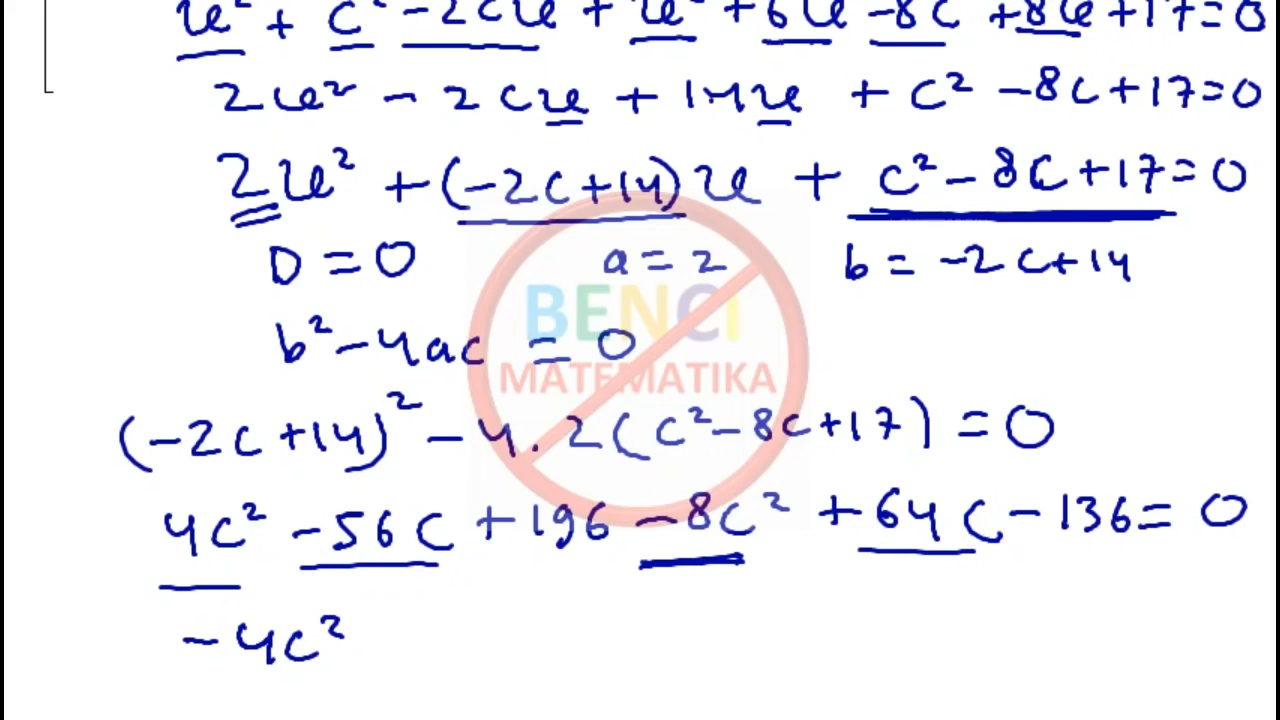 x² + c² - 2cx + x² + 6x - 8c + 8x + 17 = 0
2x² - 2cx + 14x + c² - 8c + 17 = 0
2x² + (-2c + 14)x + c² - 8c + 17 = 0
D = 0 a = 2 b = -2c + 14
b² - 4ac = 0
BENCI
MATEMATIKA
(-2c + 14)² - 4 . 2(c² - 8c + 17) = 0
4c² - 56c + 196 - 8c² + 64c - 136 = 0
-4c²